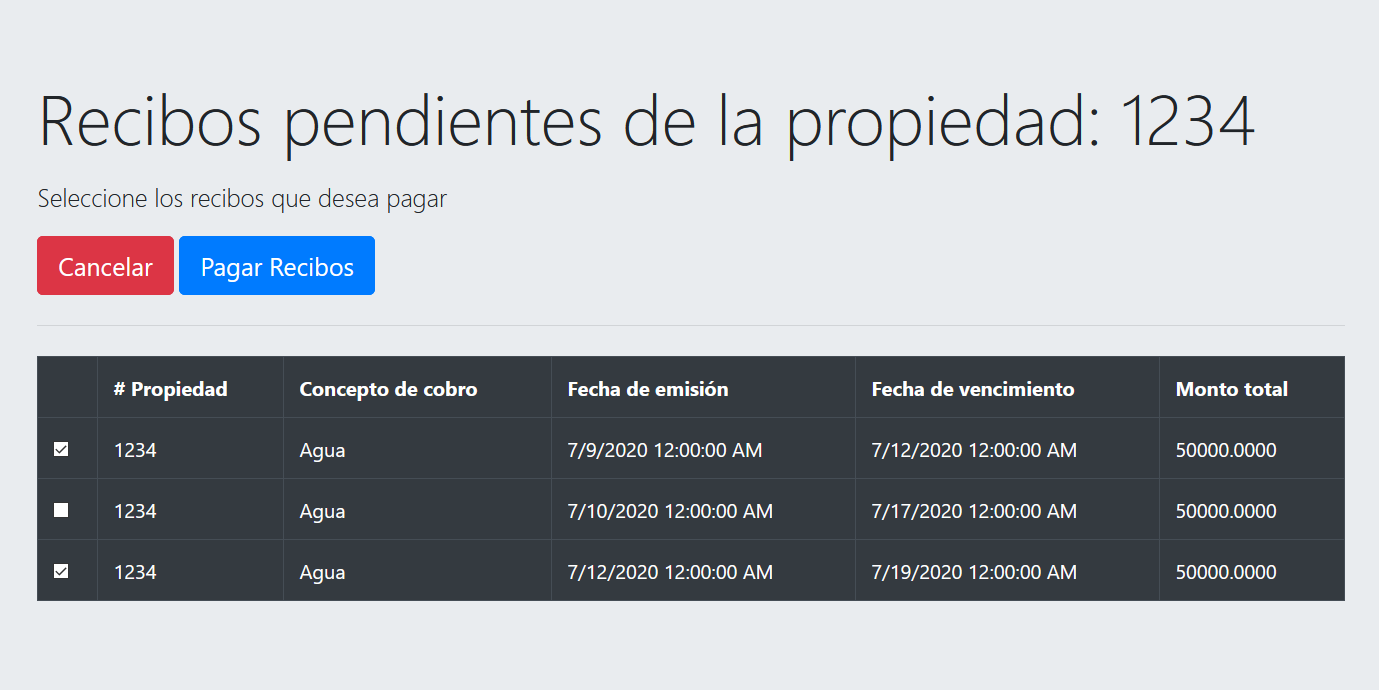 Recibos pendientes de la propiedad: 1234
Seleccione los recibos que desea pagar
Cancelar Pagar Recibos
# Propiedad Concepto de cobro Fecha de emisión Fecha de vencimiento Monto total
1234 Agua 7/9/2020 12:00:00 AM 7/12/2020 12:00:00 AM 50000.0000
1234 Agua 7/10/2020 12:00:00 AM 7/17/2020 12:00:00 AM 50000.0000
1234 Agua 7/12/2020 12:00:00 AM 7/19/2020 12:00:00 AM 50000.0000